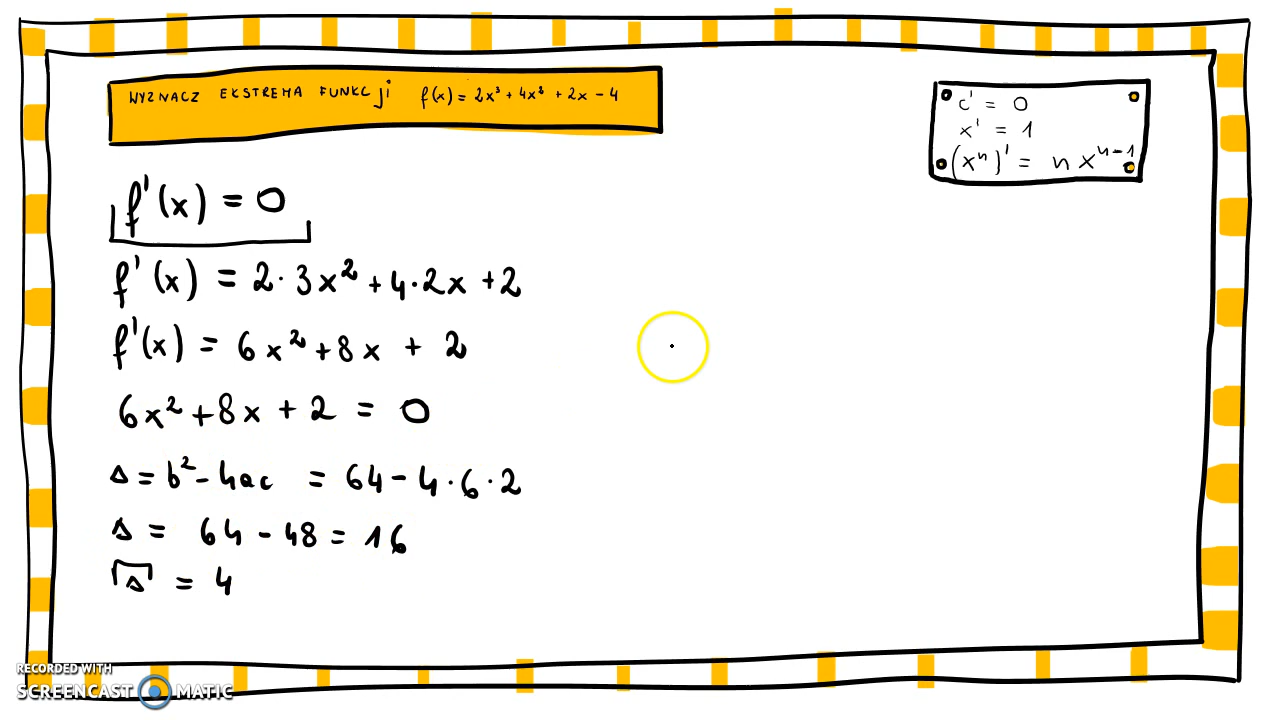 WYZNACZ EKSTREMA FUNKCji f(x) = 2x³ + 4x² + 2x - 4
c' = 0
x' = 1
(xⁿ)' = n xⁿ⁻¹
f'(x) = 0
f'(x) = 2·3x² + 4·2x + 2
f'(x) = 6x² + 8x + 2
6x² + 8x + 2 = 0
Δ = b² - 4ac = 64 - 4·6·2
Δ = 64 - 48 = 16
√Δ = 4
RECORDED WITH
SCREENCAST MATIC